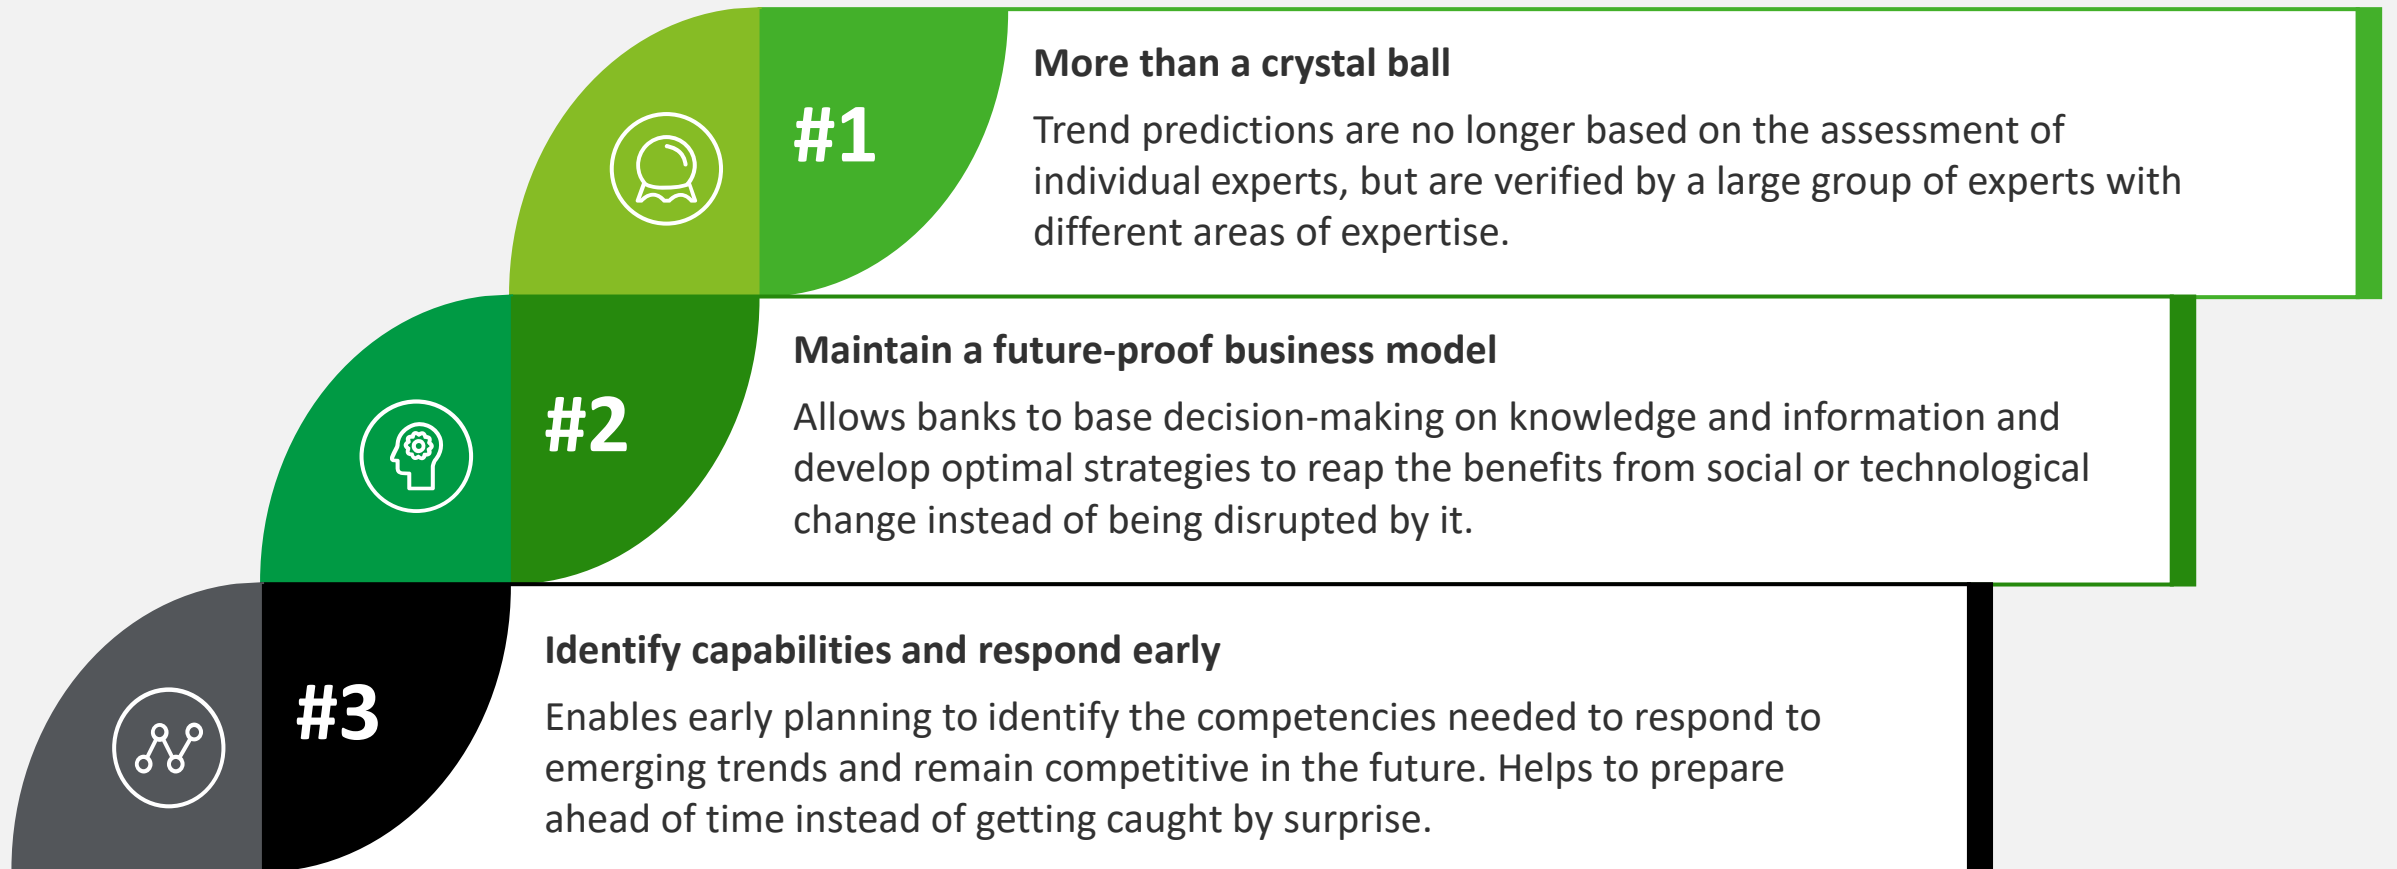 #1
More than a crystal ball
Trend predictions are no longer based on the assessment of
individual experts, but are verified by a large group of experts with
different areas of expertise.
#2
Maintain a future-proof business model
Allows banks to base decision-making on knowledge and information and
develop optimal strategies to reap the benefits from social or technological
change instead of being disrupted by it.
#3
Identify capabilities and respond early
Enables early planning to identify the competencies needed to respond to
emerging trends and remain competitive in the future. Helps to prepare
ahead of time instead of getting caught by surprise.